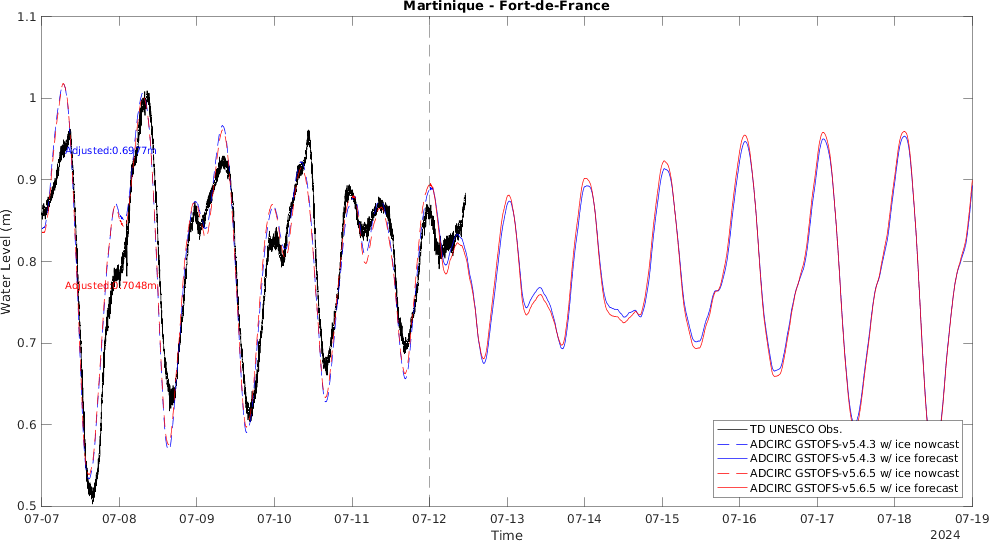 Martinique - Fort-de-France
Water Level (m)
1.1
1
0.9
0.8
0.7
0.6
0.5
Adjusted:0.6977m
Adjusted:0.7048m
TD UNESCO Obs.
ADCIRC GSTOFS-v5.4.3 w/ ice nowcast
ADCIRC GSTOFS-v5.4.3 w/ ice forecast
ADCIRC GSTOFS-v5.6.5 w/ ice nowcast
ADCIRC GSTOFS-v5.6.5 w/ ice forecast
07-07 07-08 07-09 07-10 07-11 07-12 07-13 07-14 07-15 07-16 07-17 07-18 07-19
Time
2024